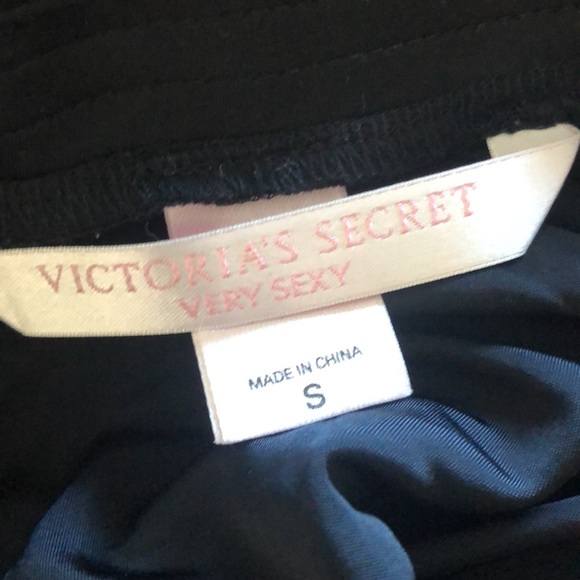 VICTORIA'S SECRET
VERY SEXY
MADE IN CHINA
S